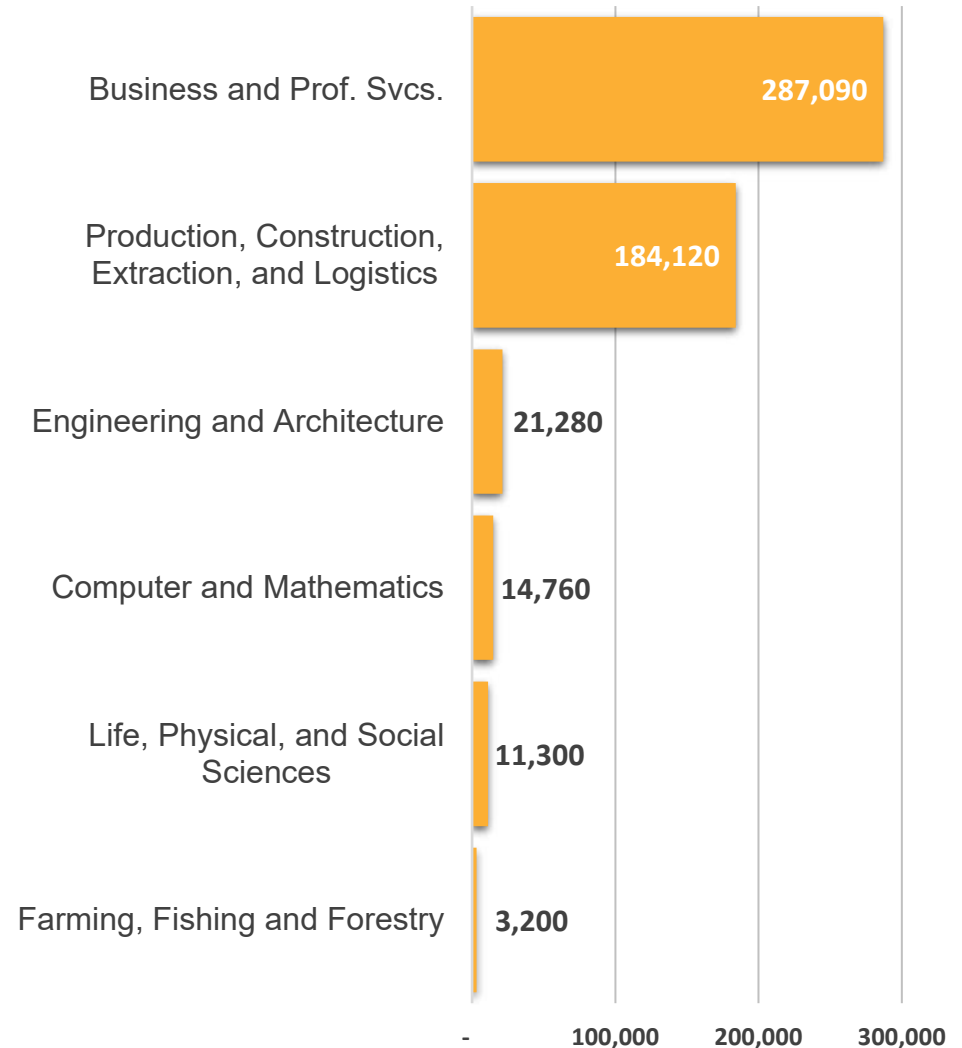 Business and Prof. Svcs.
287,090
Production, Construction,
Extraction, and Logistics
184,120
Engineering and Architecture
21,280
Computer and Mathematics
14,760
Life, Physical, and Social
Sciences
11,300
Farming, Fishing and Forestry
3,200
- 100,000 200,000 300,000